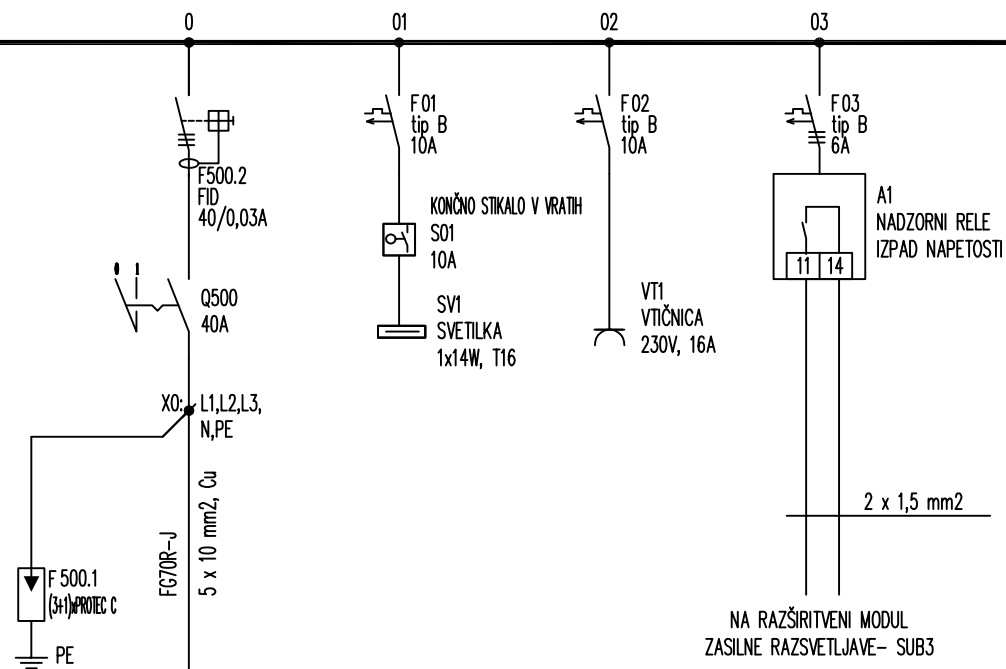 0
01
02
03
F500.2
FID
40/0,03A
0 1
Q500
40A
X0: L1,L2,L3,
N,PE
FG7OR-J
5 x 10 mm2, Cu
F 500.1
(3+1)xPROTEC C
PE
F01
tip B
10A
KONČNO STIKALO V VRATIH
S01
10A
SV1
SVETILKA
1x14W, T16
F02
tip B
10A
VT1
VTIČNICA
230V, 16A
F03
tip B
6A
A1
NADZORNI RELE
IZPAD NAPETOSTI
11 14
2 x 1,5 mm2
NA RAZŠIRITVENI MODUL
ZASILNE RAZSVETLJAVE- SUB3